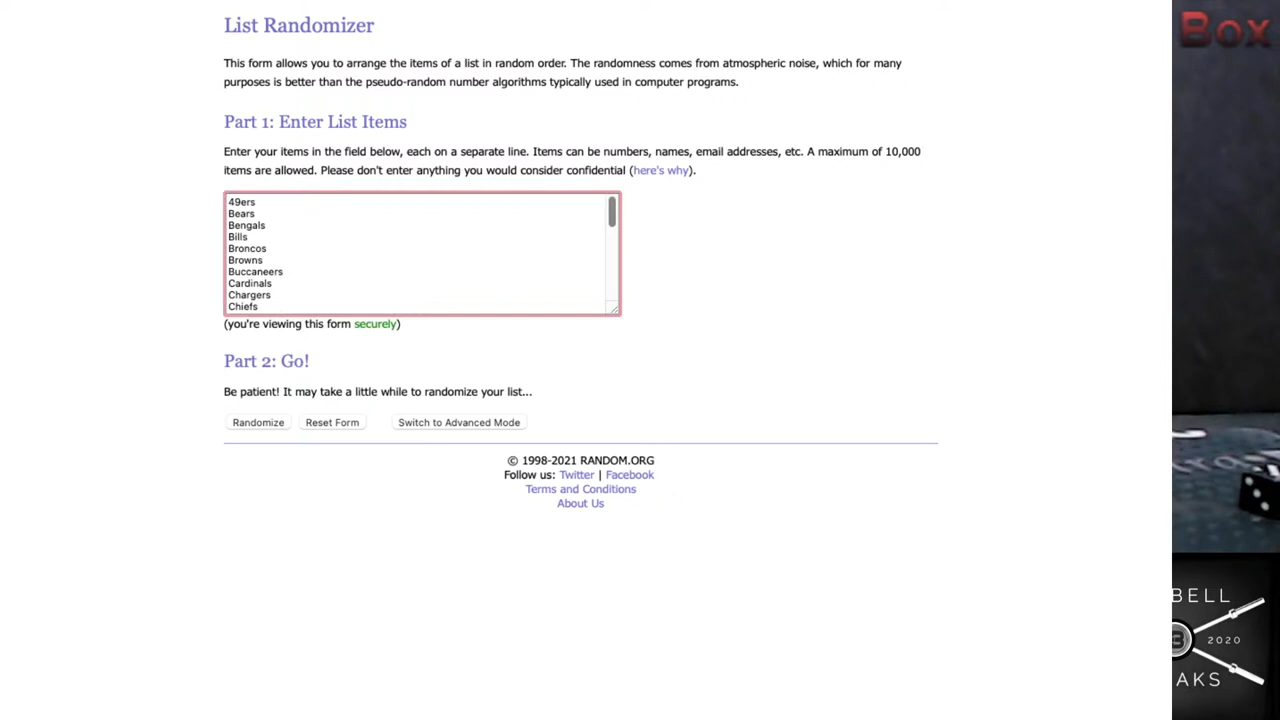 List Randomizer
Box
This form allows you to arrange the items of a list in random order. The randomness comes from atmospheric noise, which for many
purposes is better than the pseudo-random number algorithms typically used in computer programs.
Part 1: Enter List Items
Enter your items in the field below, each on a separate line. Items can be numbers, names, email addresses, etc. A maximum of 10,000
items are allowed. Please don't enter anything you would consider confidential (here's why).
49ers
Bears
Bengals
Bills
Broncos
Browns
Buccaneers
Cardinals
Chargers
Chiefs
(you're viewing this form securely)
Part 2: Go!
Be patient! It may take a little while to randomize your list...
Randomize Reset Form Switch to Advanced Mode
© 1998-2021 RANDOM.ORG
Follow us: Twitter | Facebook
Terms and Conditions
About Us
BELL
B
2020
AKS